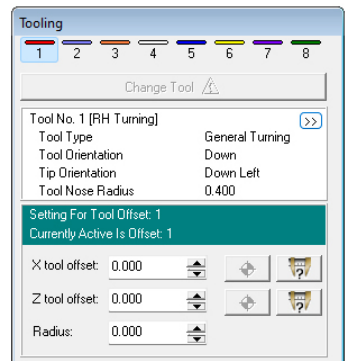 Tooling
1 2 3 4 5 6 7 8
Change Tool
Tool No. 1 [RH Turning] >>
Tool Type General Turning
Tool Orientation Down
Tip Orientation Down Left
Tool Nose Radius 0.400
Setting For Tool Offset: 1
Currently Active Is Offset: 1
X tool offset: 0.000 ?
Z tool offset: 0.000 ?
Radius: 0.000